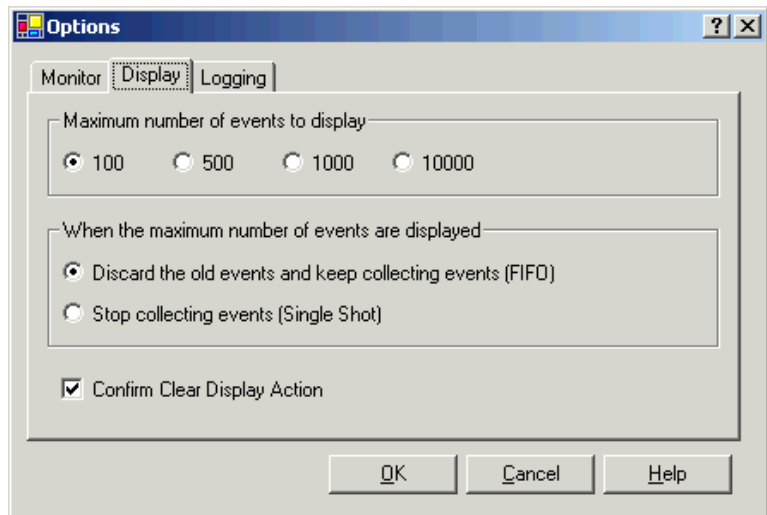 Options
Monitor Display Logging
Maximum number of events to display
100 500 1000 10000
When the maximum number of events are displayed
Discard the old events and keep collecting events (FIFO)
Stop collecting events (Single Shot)
Confirm Clear Display Action
OK Cancel Help